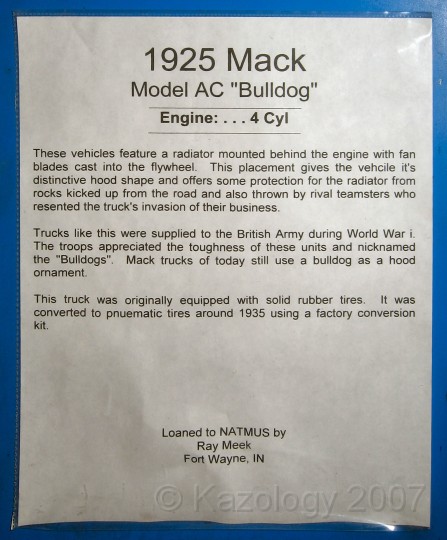 1925 Mack
Model AC "Bulldog"
Engine: . . . 4 Cyl
These vehicles feature a radiator mounted behind the engine with fan
blades cast into the flywheel. This placement gives the vehcile it's
distinctive hood shape and offers some protection for the radiator from
rocks kicked up from the road and also thrown by rival teamsters who
resented the truck's invasion of their business.
Trucks like this were supplied to the British Army during World War i.
The troops appreciated the toughness of these units and nicknamed
the "Bulldogs". Mack trucks of today still use a bulldog as a hood
ornament.
This truck was originally equipped with solid rubber tires. It was
converted to pnuematic tires around 1935 using a factory conversion
kit.
Loaned to NATMUS by
Ray Meek
Fort Wayne, IN
© Kazology 2007